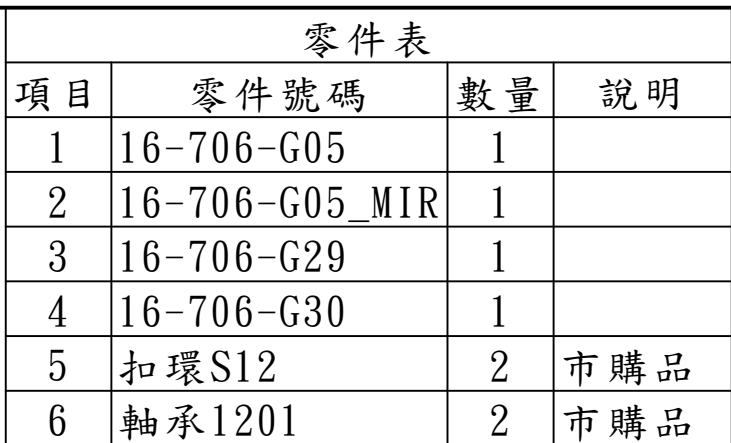 零件表
項目 零件號碼 數量 說明
1 16-706-G05 1
2 16-706-G05_MIR 1
3 16-706-G29 1
4 16-706-G30 1
5 扣環S12 2 市購品
6 軸承1201 2 市購品